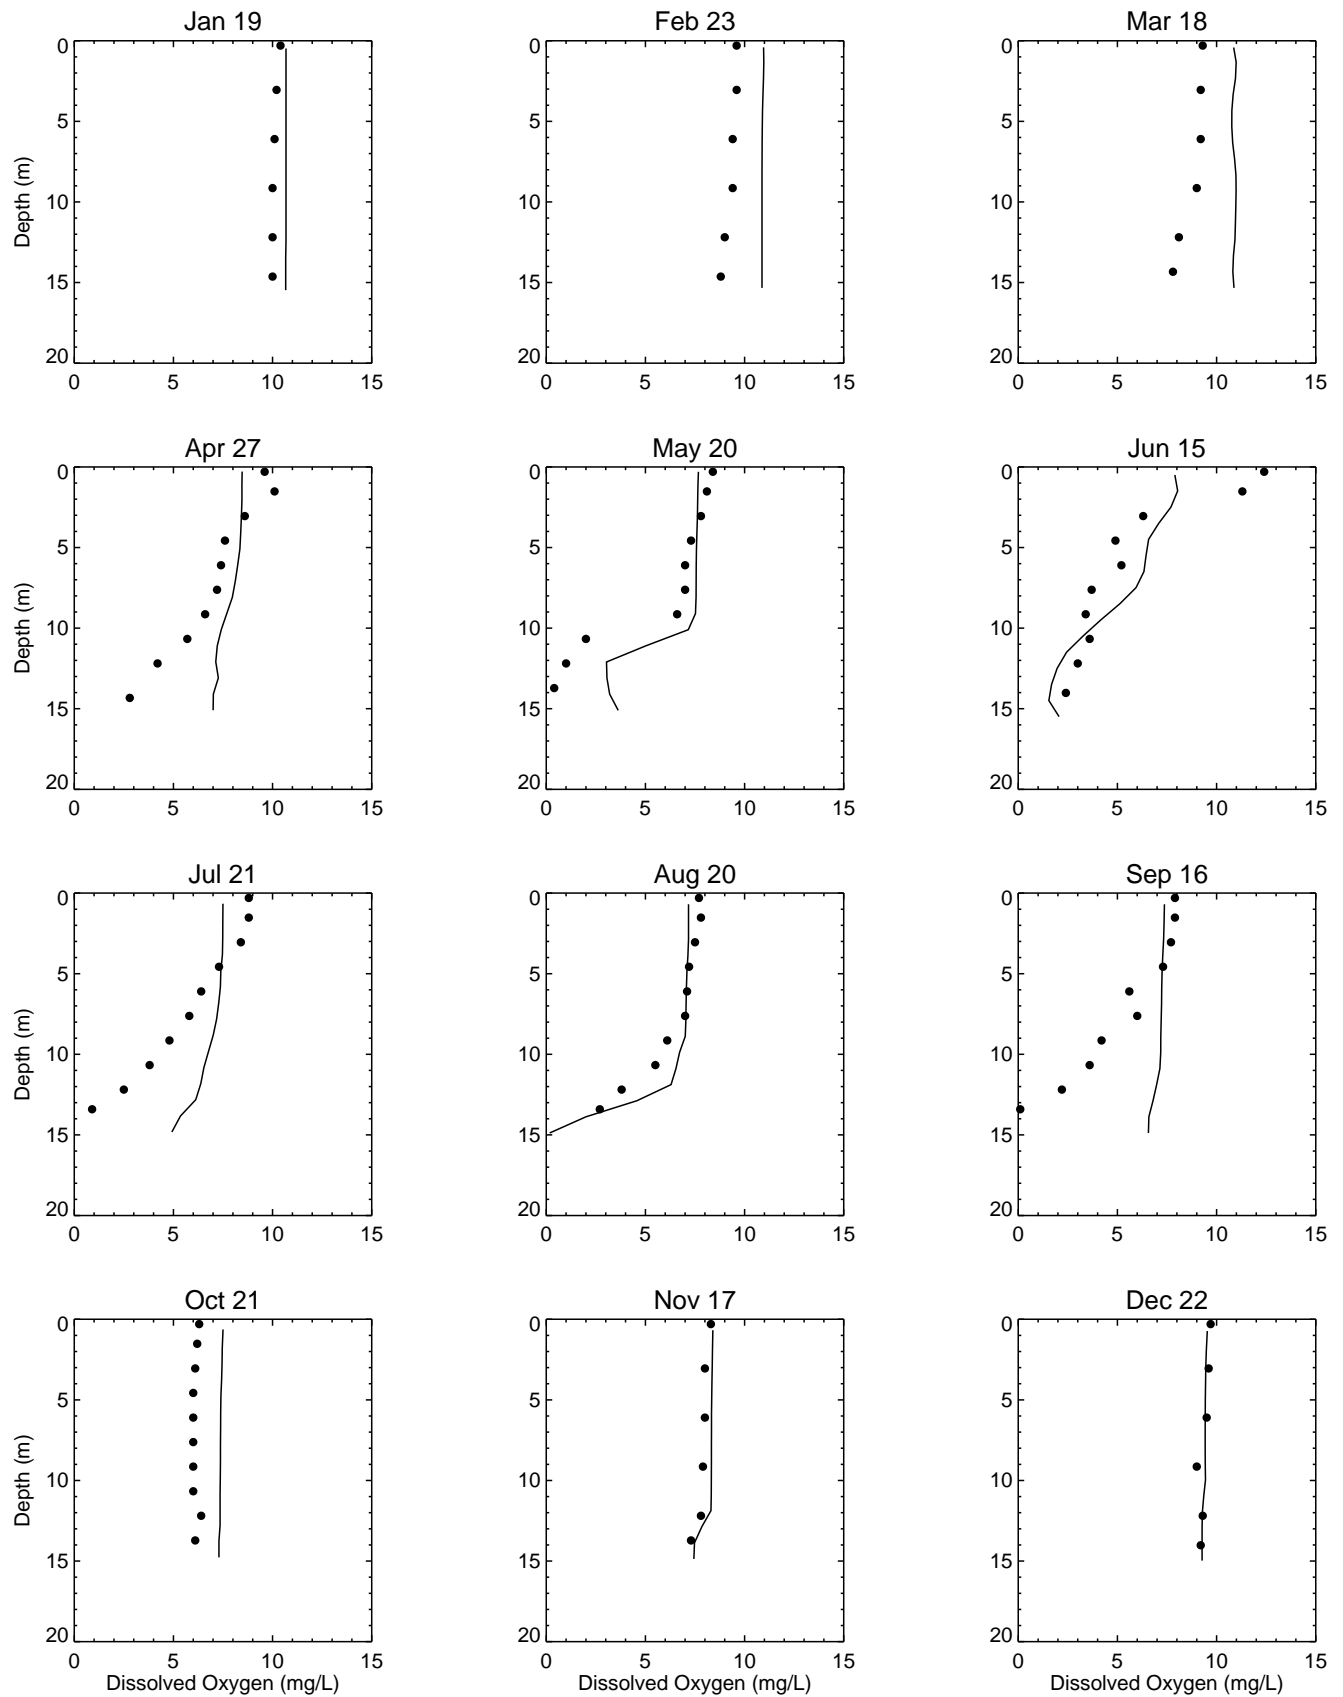 Jan 19 Feb 23 Mar 18
0 0 0
5 5 5
Depth (m)
10 10 10
15 15 15
20 20 20
0 5 10 15 0 5 10 15 0 5 10 15
Apr 27 May 20 Jun 15
0 0 0
5 5 5
Depth (m)
10 10 10
15 15 15
20 20 20
0 5 10 15 0 5 10 15 0 5 10 15
Jul 21 Aug 20 Sep 16
0 0 0
5 5 5
Depth (m)
10 10 10
15 15 15
20 20 20
0 5 10 15 0 5 10 15 0 5 10 15
Oct 21 Nov 17 Dec 22
0 0 0
5 5 5
Depth (m)
10 10 10
15 15 15
20 20 20
0 5 10 15 0 5 10 15 0 5 10 15
Dissolved Oxygen (mg/L) Dissolved Oxygen (mg/L) Dissolved Oxygen (mg/L)